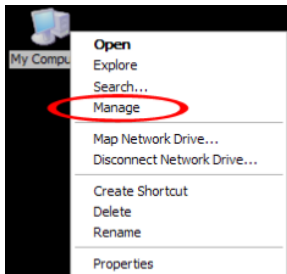 My Compu
Open
Explore
Search...
Manage
Map Network Drive...
Disconnect Network Drive...
Create Shortcut
Delete
Rename
Properties